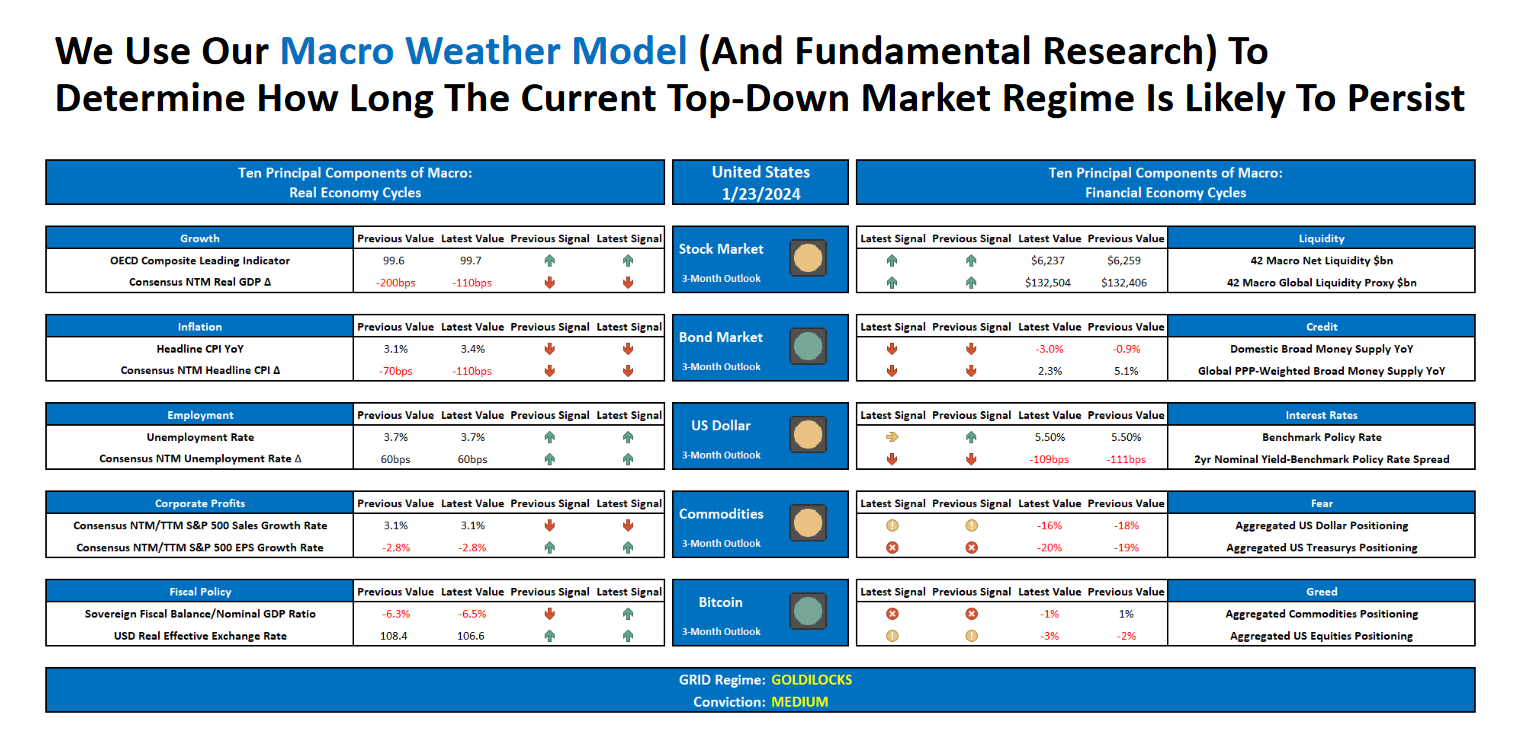 We Use Our Macro Weather Model (And Fundamental Research) To
Determine How Long The Current Top-Down Market Regime Is Likely To Persist
Ten Principal Components of Macro:
Real Economy Cycles
United States
1/23/2024
Ten Principal Components of Macro:
Financial Economy Cycles
Growth Previous Value Latest Value Previous Signal Latest Signal
OECD Composite Leading Indicator 99.6 99.7
Consensus NTM Real GDP Δ -200bps -110bps
Stock Market
3-Month Outlook
Latest Signal Previous Signal Latest Value Previous Value Liquidity
$6,237 $6,259 42 Macro Net Liquidity $bn
$132,504 $132,406 42 Macro Global Liquidity Proxy $bn
Inflation Previous Value Latest Value Previous Signal Latest Signal
Headline CPI YoY 3.1% 3.4%
Consensus NTM Headline CPI Δ -70bps -110bps
Bond Market
3-Month Outlook
Latest Signal Previous Signal Latest Value Previous Value Credit
-3.0% -0.9% Domestic Broad Money Supply YoY
2.3% 5.1% Global PPP-Weighted Broad Money Supply YoY
Employment Previous Value Latest Value Previous Signal Latest Signal
Unemployment Rate 3.7% 3.7%
Consensus NTM Unemployment Rate Δ 60bps 60bps
US Dollar
3-Month Outlook
Latest Signal Previous Signal Latest Value Previous Value Interest Rates
5.50% 5.50% Benchmark Policy Rate
-109bps -111bps 2yr Nominal Yield-Benchmark Policy Rate Spread
Corporate Profits Previous Value Latest Value Previous Signal Latest Signal
Consensus NTM/TTM S&P 500 Sales Growth Rate 3.1% 3.1%
Consensus NTM/TTM S&P 500 EPS Growth Rate -2.8% -2.8%
Commodities
3-Month Outlook
Latest Signal Previous Signal Latest Value Previous Value Fear
-16% -18% Aggregated US Dollar Positioning
-20% -19% Aggregated US Treasurys Positioning
Fiscal Policy Previous Value Latest Value Previous Signal Latest Signal
Sovereign Fiscal Balance/Nominal GDP Ratio -6.3% -6.5%
USD Real Effective Exchange Rate 108.4 106.6
Bitcoin
3-Month Outlook
Latest Signal Previous Signal Latest Value Previous Value Greed
-1% 1% Aggregated Commodities Positioning
-3% -2% Aggregated US Equities Positioning
GRID Regime: GOLDILOCKS
Conviction: MEDIUM